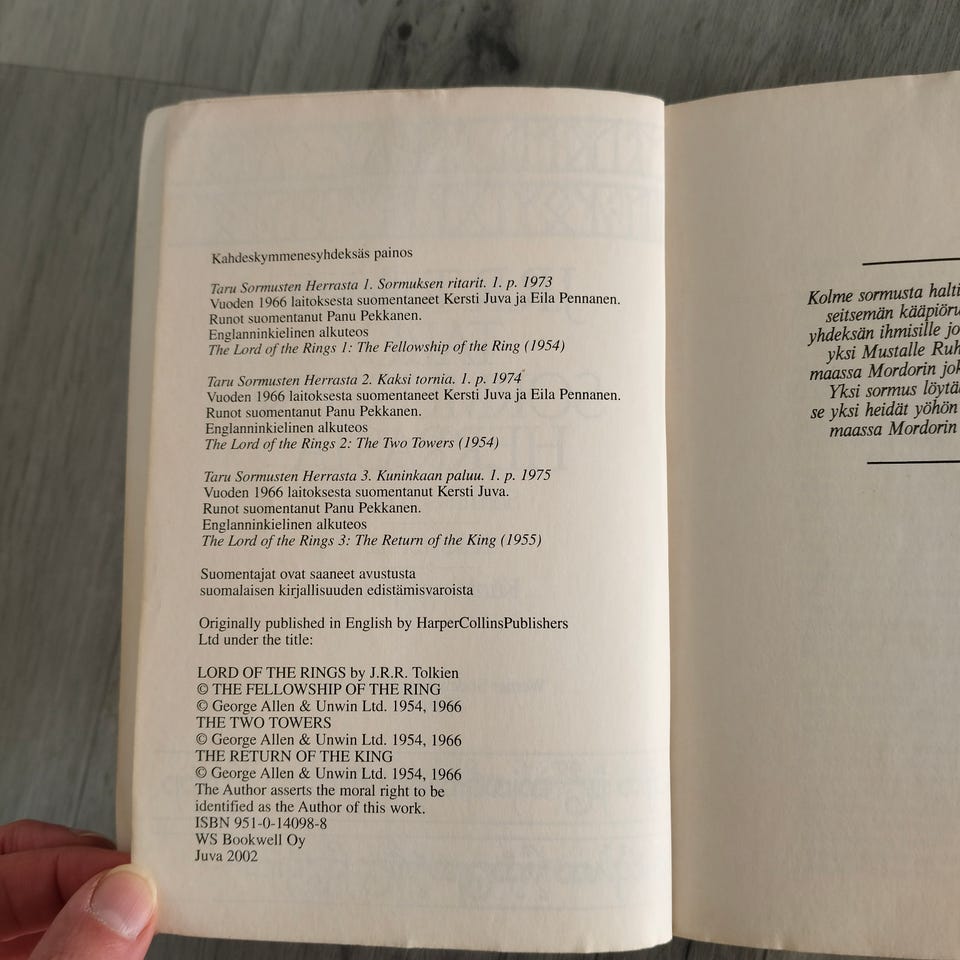 Kahdeskymmenesyhdeksäs painos
Taru Sormusten Herrasta 1. Sormuksen ritarit. 1. p. 1973
Vuoden 1966 laitoksesta suomentaneet Kersti Juva ja Eila Pennanen.
Runot suomentanut Panu Pekkanen.
Englanninkielinen alkuteos
The Lord of the Rings 1: The Fellowship of the Ring (1954)
Taru Sormusten Herrasta 2. Kaksi tornia. 1. p. 1974
Vuoden 1966 laitoksesta suomentaneet Kersti Juva ja Eila Pennanen.
Runot suomentanut Panu Pekkanen.
Englanninkielinen alkuteos
The Lord of the Rings 2: The Two Towers (1954)
Taru Sormusten Herrasta 3. Kuninkaan paluu. 1. p. 1975
Vuoden 1966 laitoksesta suomentanut Kersti Juva.
Runot suomentanut Panu Pekkanen.
Englanninkielinen alkuteos
The Lord of the Rings 3: The Return of the King (1955)
Suomentajat ovat saaneet avustusta
suomalaisen kirjallisuuden edistämisvaroista
Originally published in English by HarperCollinsPublishers
Ltd under the title:
LORD OF THE RINGS by J.R.R. Tolkien
© THE FELLOWSHIP OF THE RING
© George Allen & Unwin Ltd. 1954, 1966
THE TWO TOWERS
© George Allen & Unwin Ltd. 1954, 1966
THE RETURN OF THE KING
© George Allen & Unwin Ltd. 1954, 1966
The Author asserts the moral right to be
identified as the Author of this work.
ISBN 951-0-14098-8
WS Bookwell Oy
Juva 2002
Kolme sormusta halti
seitsemän kääpiöru
yhdeksän ihmisille jo
yksi Mustalle Ruh
maassa Mordorin jok
Yksi sormus löytä
se yksi heidät yöhön
maassa Mordorin